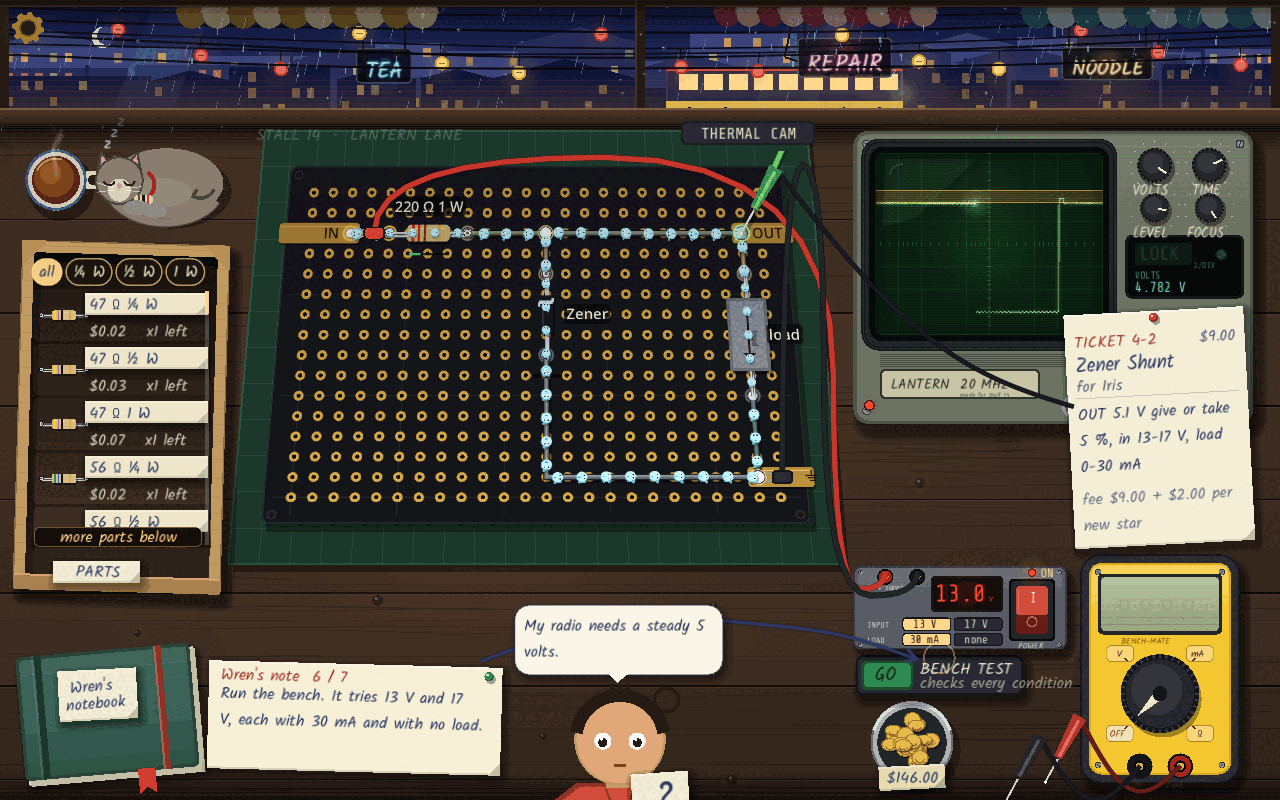 TEA
REPAIR
NOODLE
STALL 14 · LANTERN LANE
THERMAL CAM
220 Ω 1 W
IN
OUT
Zener
load
VOLTS
TIME
LEVEL
FOCUS
LOCK
1/DIV
VOLTS
4.782 V
LANTERN 20 MHz
made for Stall 14
all
¼ W
½ W
1 W
47 Ω ¼ W
$0.02 x1 left
47 Ω ½ W
$0.03 x1 left
47 Ω 1 W
$0.07 x1 left
56 Ω ¼ W
$0.02 x1 left
56 Ω ½ W
more parts below
PARTS
TICKET 4-2
$9.00
Zener Shunt
for Iris
OUT 5.1 V give or take
5 %, in 13-17 V, load
0-30 mA
fee $9.00 + $2.00 per
new star
ON
13.0 V
INPUT
13 V
17 V
LOAD
30 mA
none
I
POWER
GO
BENCH TEST
checks every condition
BENCH-MATE
V
mA
OFF
Ω
$146.00
My radio needs a steady 5
volts.
Wren's
notebook
Wren's note 6 / 7
Run the bench. It tries 13 V and 17
V, each with 30 mA and with no load.
?
z
z
z